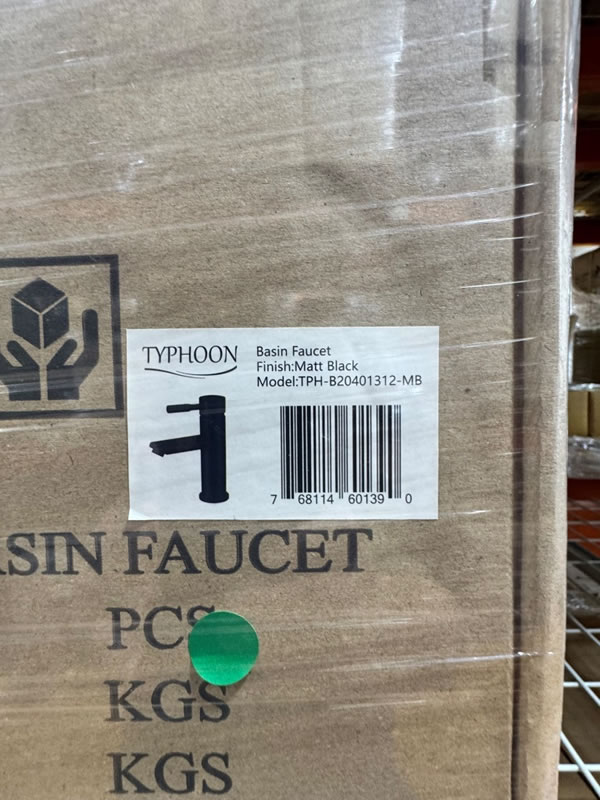 TYPHOON
Basin Faucet
Finish:Matt Black
Model:TPH-B20401312-MB
7 68114 60139 0
ASIN FAUCET
PCS
KGS
KGS